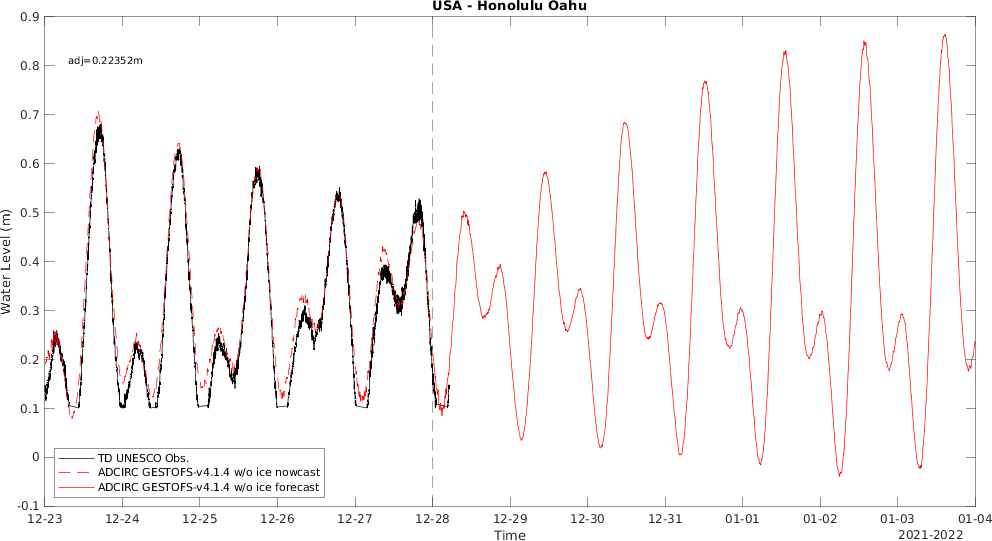 USA - Honolulu Oahu
0.9
adj=0.22352m
0.8
0.7
0.6
0.5
0.4
0.3
0.2
0.1
0
-0.1
Water Level (m)
TD UNESCO Obs.
ADCIRC GESTOFS-v4.1.4 w/o ice nowcast
ADCIRC GESTOFS-v4.1.4 w/o ice forecast
12-23 12-24 12-25 12-26 12-27 12-28 12-29 12-30 12-31 01-01 01-02 01-03 01-04
Time
2021-2022